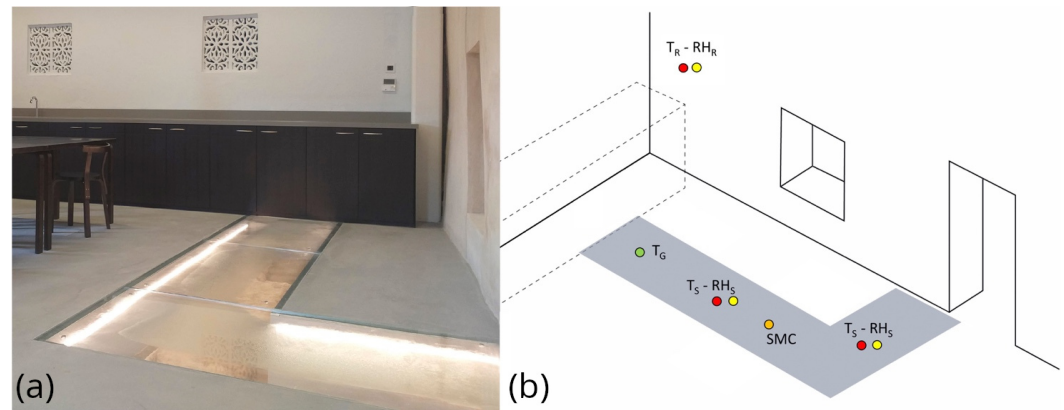 (a)
T_R - RH_R
T_G
T_S - RH_S
SMC
T_S - RH_S
(b)